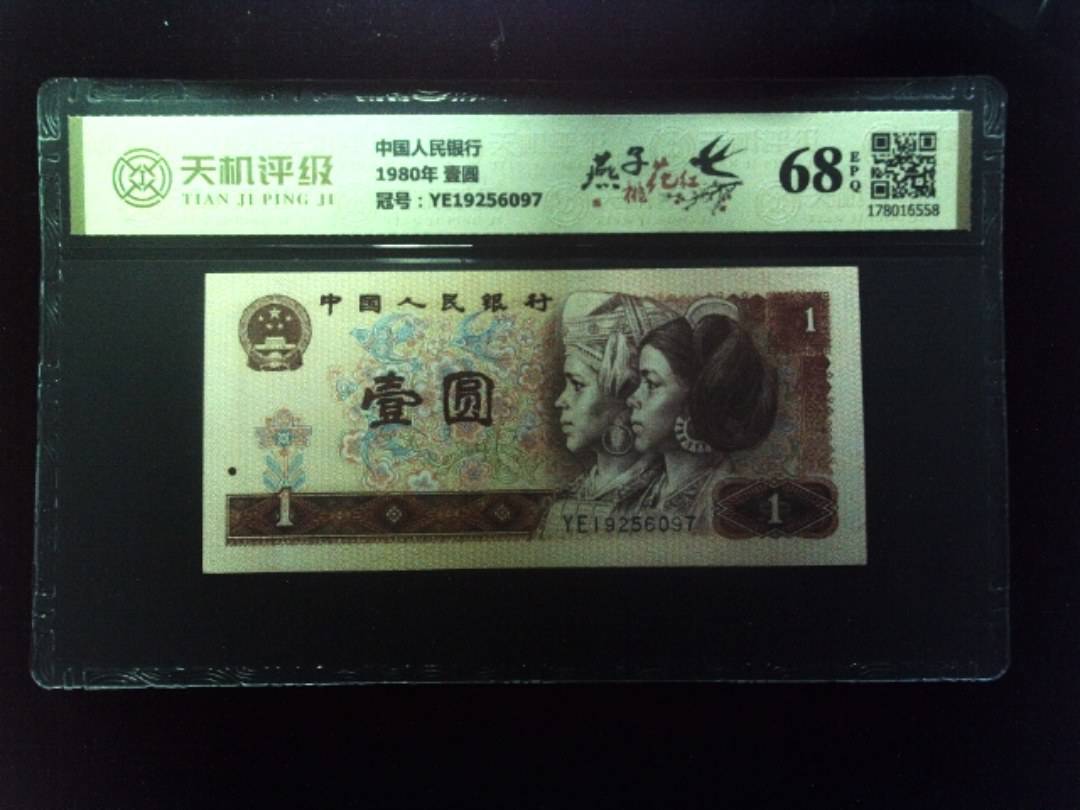 天机评级
TIAN JI PING JI
中国人民银行
1980年 壹圆
冠号：YE19256097
燕子
桃花红
68
EPQ
178016558
中国人民銀行
1
壹圆
1
YE19256097
1